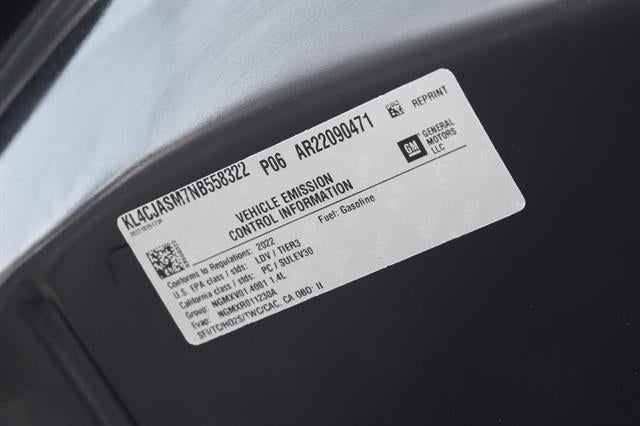 KL4CJASM7NB558322 P06 AR22090471 REPRINT
GM GENERAL MOTORS LLC
VEHICLE EMISSION
CONTROL INFORMATION
Fuel: Gasoline
Conforms to Regulations: 2022
U.S. EPA class / stds: LDV / TIER3
California class / stds: PC / SULEV30
Group: NGMXV01.4001 1.4L
Evap: NGMXR011230A
SFI/TC/HO2S/TWC/CAC, CA OBD: II